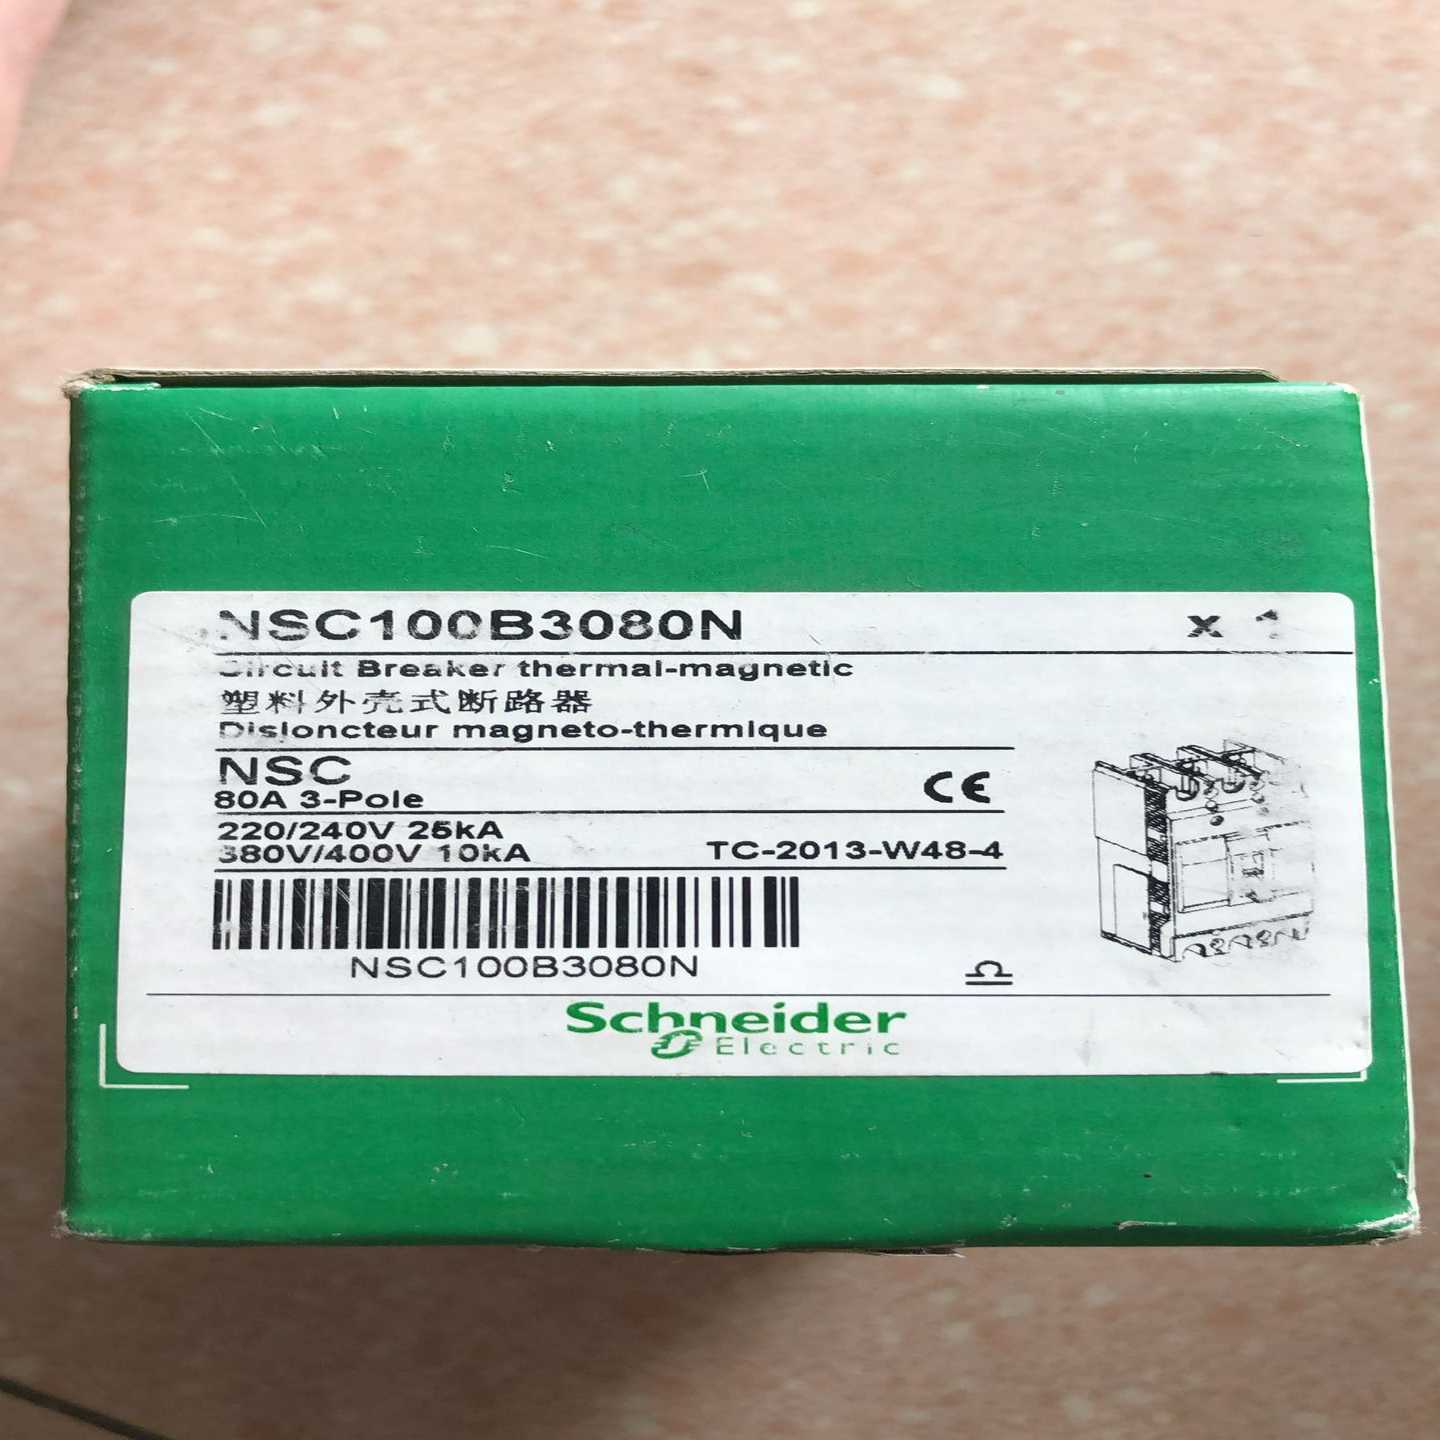 NSC100B3080N x 1
Circuit Breaker thermal-magnetic
塑料外壳式断路器
Disjoncteur magneto-thermique
NSC
80A 3-Pole
CE
220/240V 25kA
380V/400V 10kA TC-2013-W48-4
NSC100B3080N
Schneider
Electric